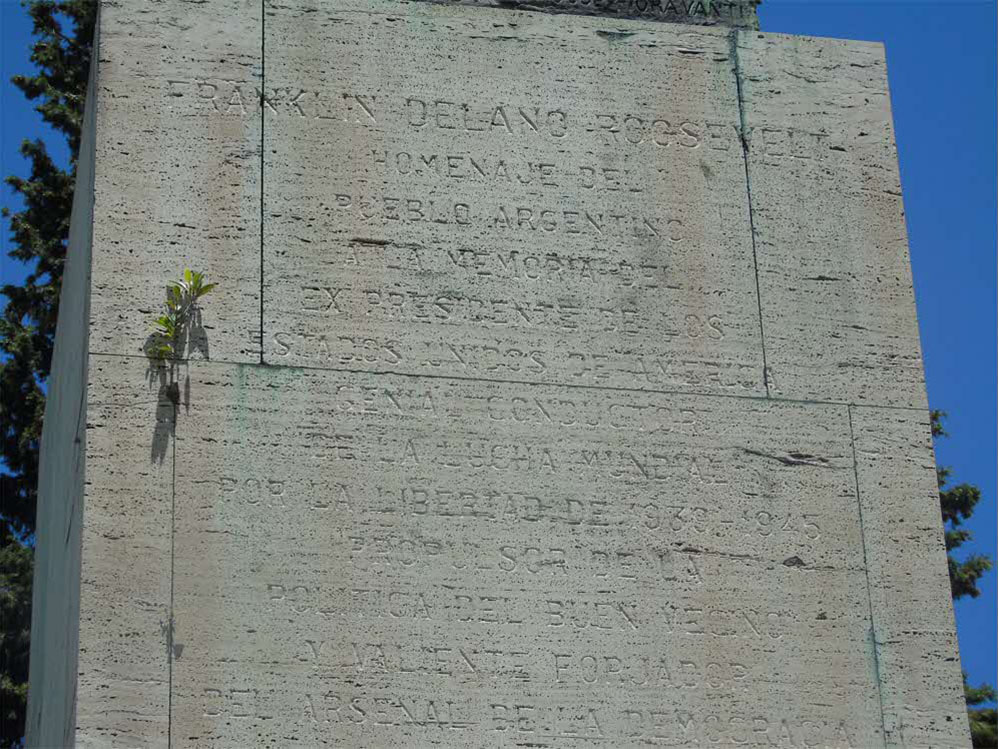 FRANKLIN DELANO ROOSEVELT
HOMENAJE DEL
PUEBLO ARGENTINO
A LA MEMORIA DEL
EX PRESIDENTE DE LOS
ESTADOS UNIDOS DE AMERICA
GENIAL CONDUCTOR
DE LA LUCHA MUNDIAL
POR LA LIBERTAD DE 1939-1945
PROPULSOR DE LA
POLITICA DEL BUEN VECINO
Y VALIENTE FORJADOR
DEL ARSENAL DE LA DEMOCRACIA